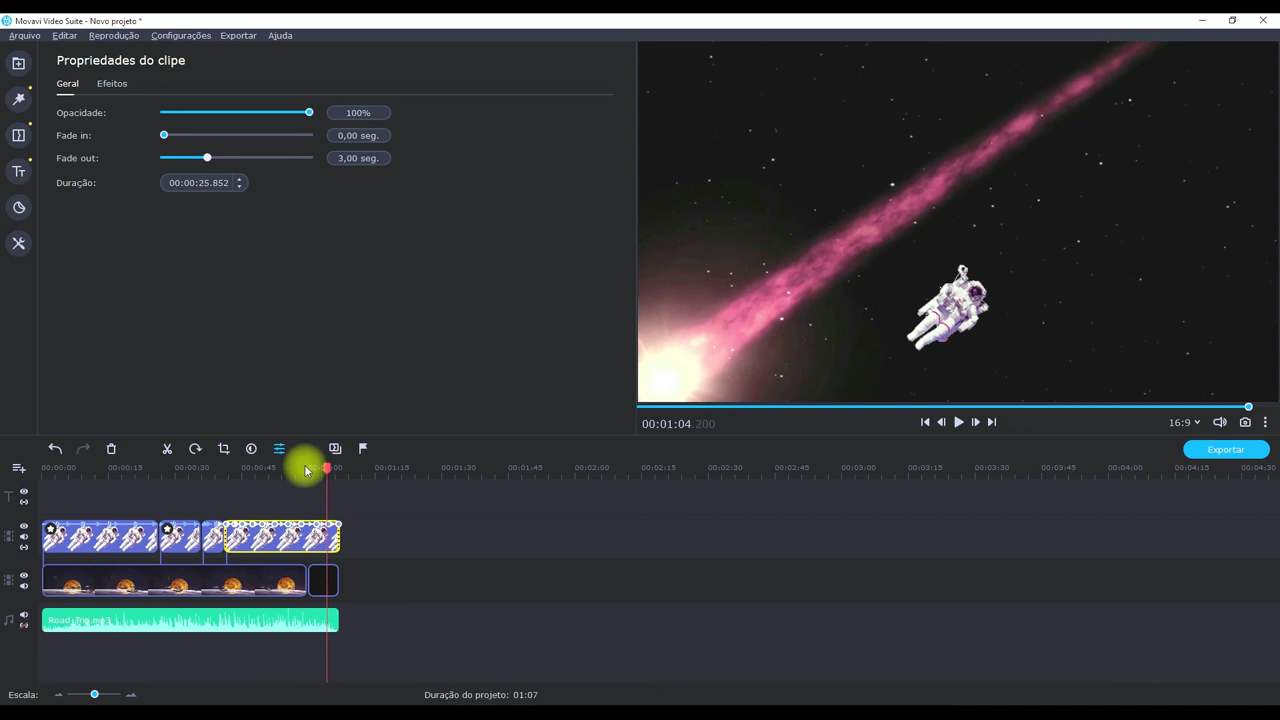 Movavi Video Suite - Novo projeto *
Arquivo Editar Reprodução Configurações Exportar Ajuda
Propriedades do clipe
Geral Efeitos
Opacidade: 100%
Fade in: 0,00 seg.
Fade out: 3,00 seg.
Duração: 00:00:25.852
00:01:04.200
16:9
Exportar
00:00:00 00:00:15 00:00:30 00:00:45 00:01:15 00:01:30 00:01:45 00:02:00 00:02:15 00:02:30 00:02:45 00:03:00 00:03:15 00:03:30 00:03:45 00:04:00 00:04:15 00:04:30
Road_Trip.mp3
Escala: Duração do projeto: 01:07